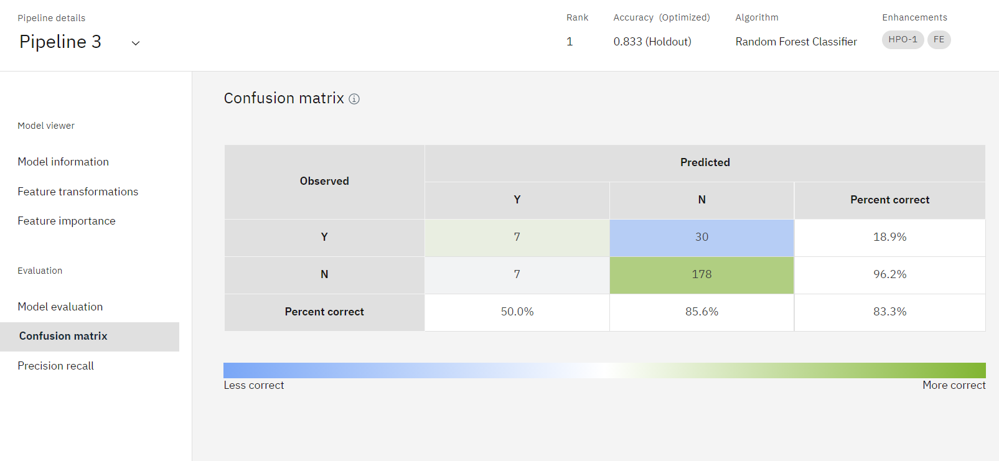 Pipeline details
Pipeline 3
Rank
1
Accuracy (Optimized)
0.833 (Holdout)
Algorithm
Random Forest Classifier
Enhancements
HPO-1 FE
Model viewer
Model information
Feature transformations
Feature importance
Evaluation
Model evaluation
Confusion matrix
Precision recall
Confusion matrix
Observed Predicted
Y N Percent correct
Y 7 30 18.9%
N 7 178 96.2%
Percent correct 50.0% 85.6% 83.3%
Less correct More correct